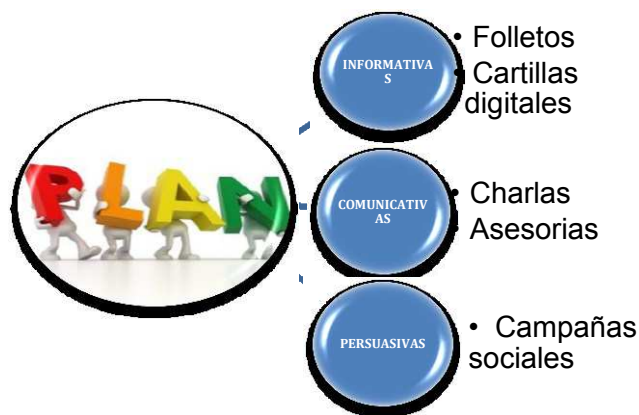 PLAN
INFORMATIVA
S
• Folletos
• Cartillas
digitales
COMUNICATIV
AS
• Charlas
Asesorias
PERSUASIVAS
• Campañas
sociales